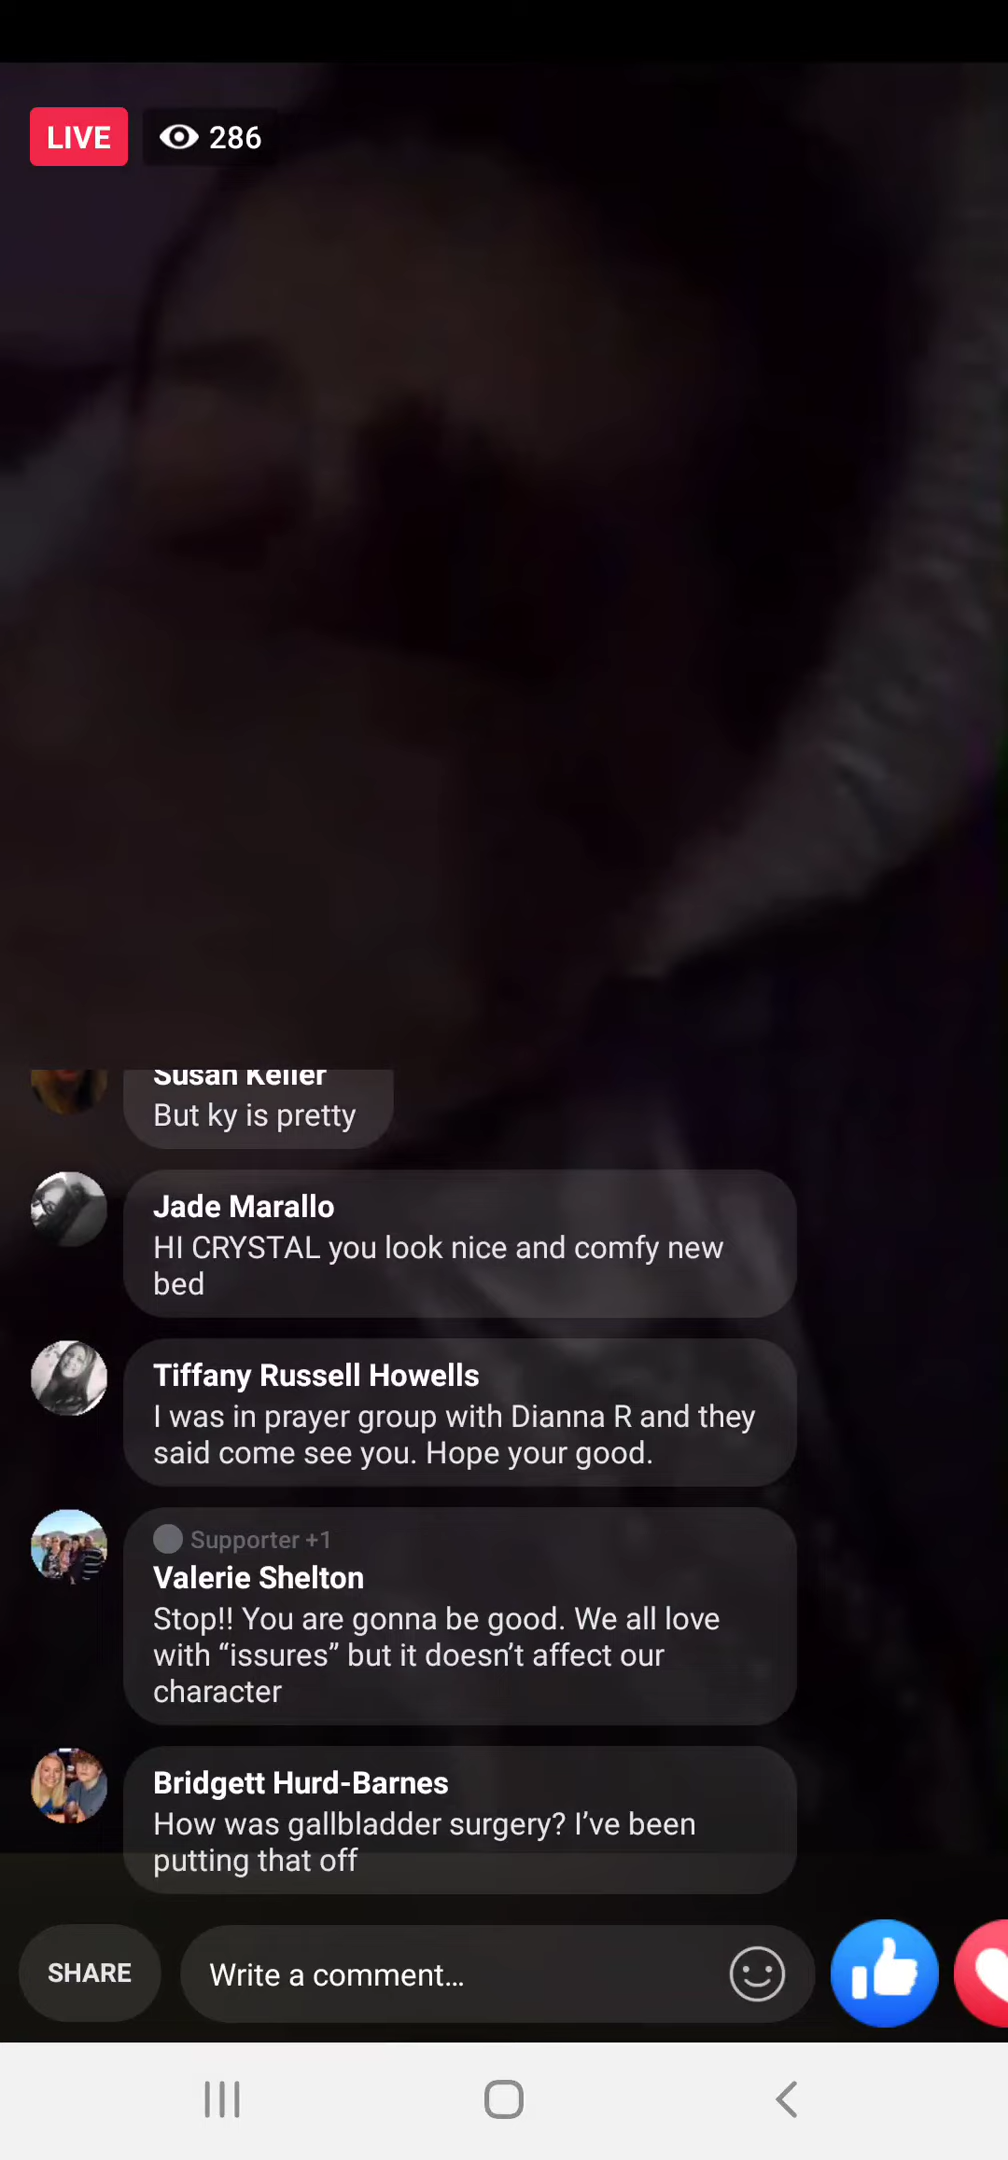 LIVE 286
Susan Keller
But ky is pretty
Jade Marallo
HI CRYSTAL you look nice and comfy new
bed
Tiffany Russell Howells
I was in prayer group with Dianna R and they
said come see you. Hope your good.
Supporter +1
Valerie Shelton
Stop!! You are gonna be good. We all love
with “issures” but it doesn’t affect our
character
Bridgett Hurd-Barnes
How was gallbladder surgery? I’ve been
putting that off
SHARE Write a comment...